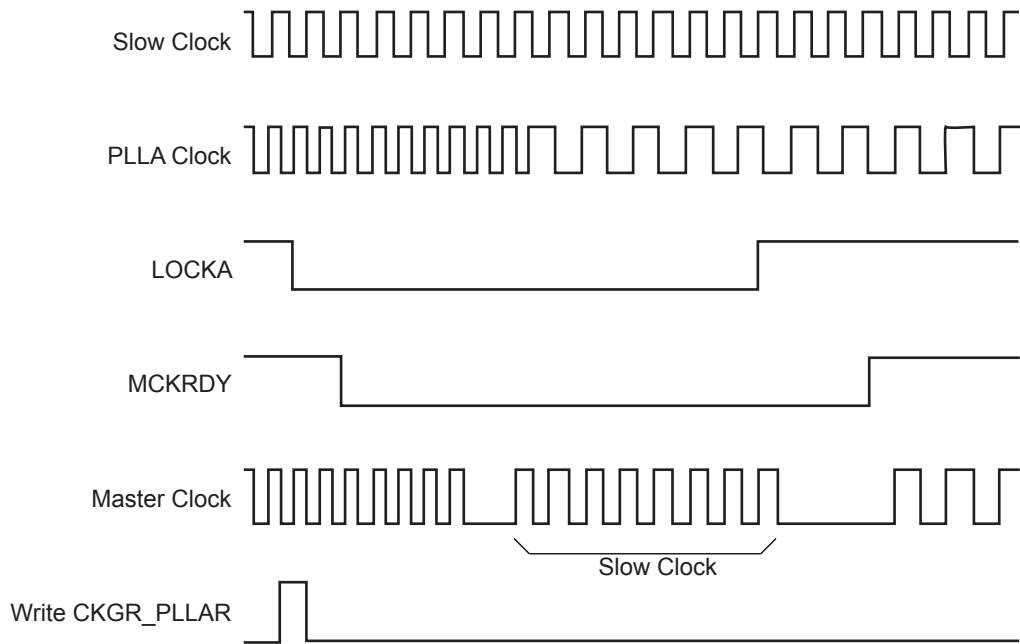 Slow Clock
PLLA Clock
LOCKA
MCKRDY
Master Clock
Slow Clock
Write CKGR_PLLAR